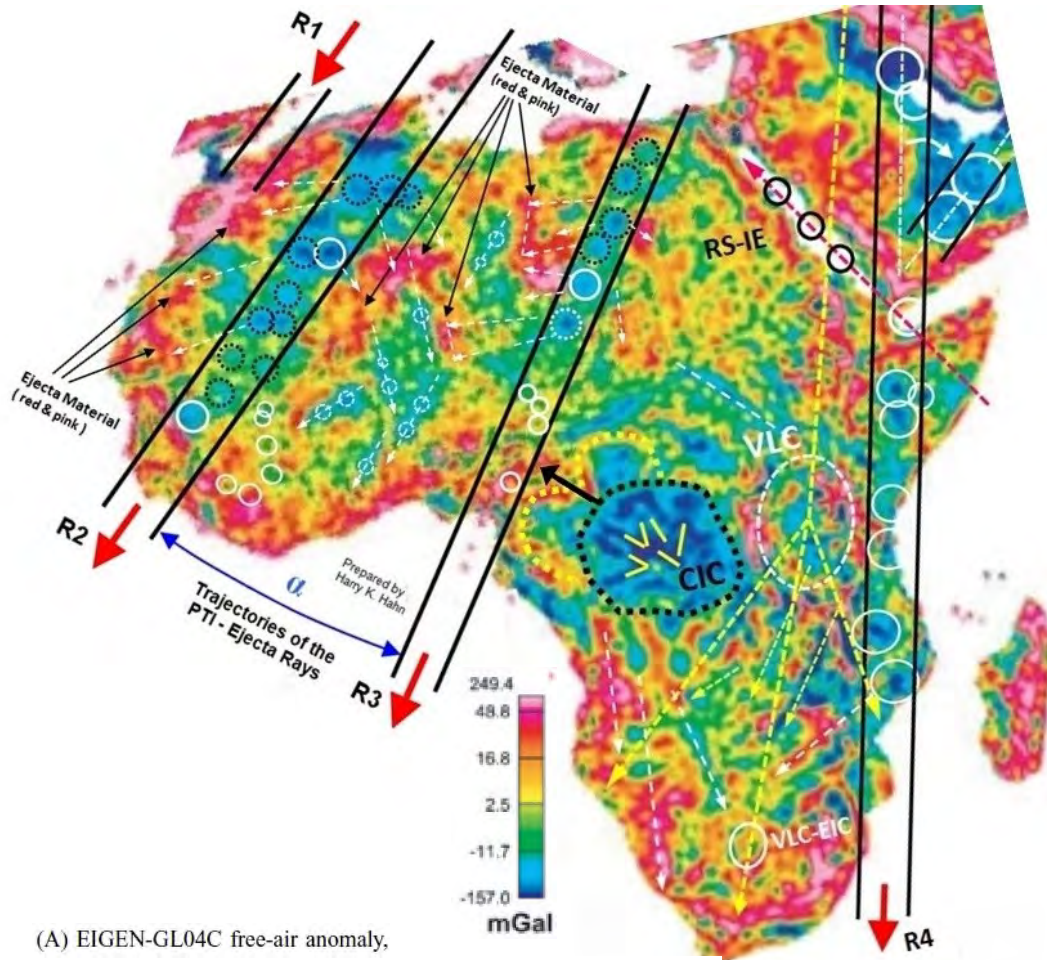 R1
Ejecta Material
(red & pink)
RS-IE
Ejecta Material
( red & pink )
VLC
R2
α
Prepared by
Harry K. Hahn
CIC
Trajectories of the
PTI - Ejecta Rays
R3
249.4
48.8
16.8
2.5
-11.7
-157.0
mGal
VLC-EIC
R4
(A) EIGEN-GL04C free-air anomaly,